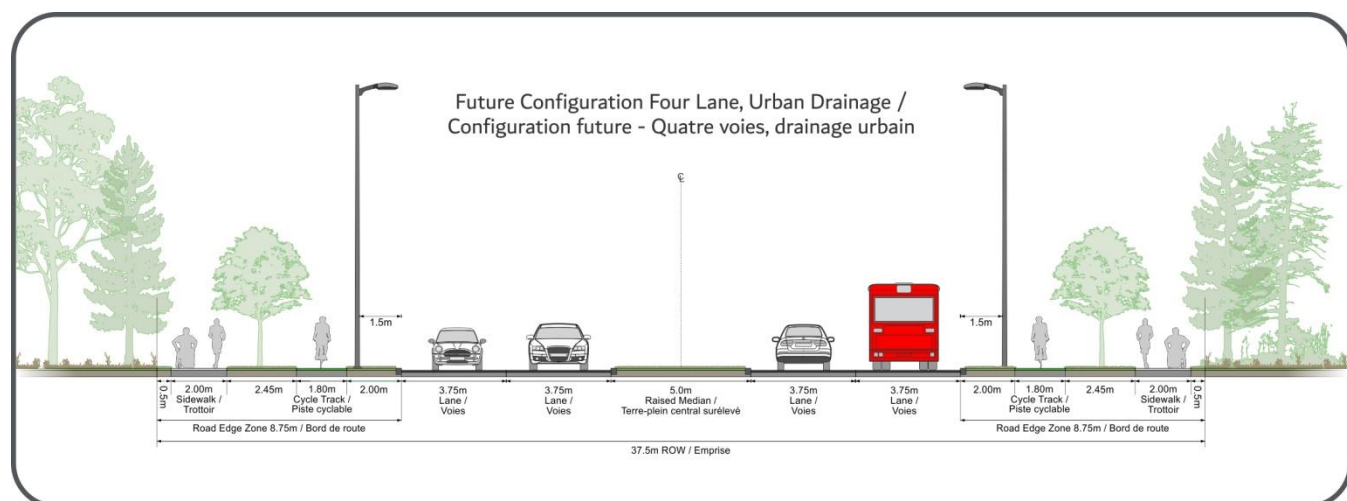 Future Configuration Four Lane, Urban Drainage /
Configuration future - Quatre voies, drainage urbain
℄
1.5m
1.5m
0.5m
2.00m
Sidewalk /
Trottoir
2.45m
1.80m
Cycle Track /
Piste cyclable
2.00m
3.75m
Lane /
Voies
3.75m
Lane /
Voies
5.0m
Raised Median /
Terre-plein central surélevé
3.75m
Lane /
Voies
3.75m
Lane /
Voies
2.00m
1.80m
Cycle Track /
Piste cyclable
2.45m
2.00m
Sidewalk /
Trottoir
0.5m
Road Edge Zone 8.75m / Bord de route
Road Edge Zone 8.75m / Bord de route
37.5m ROW / Emprise